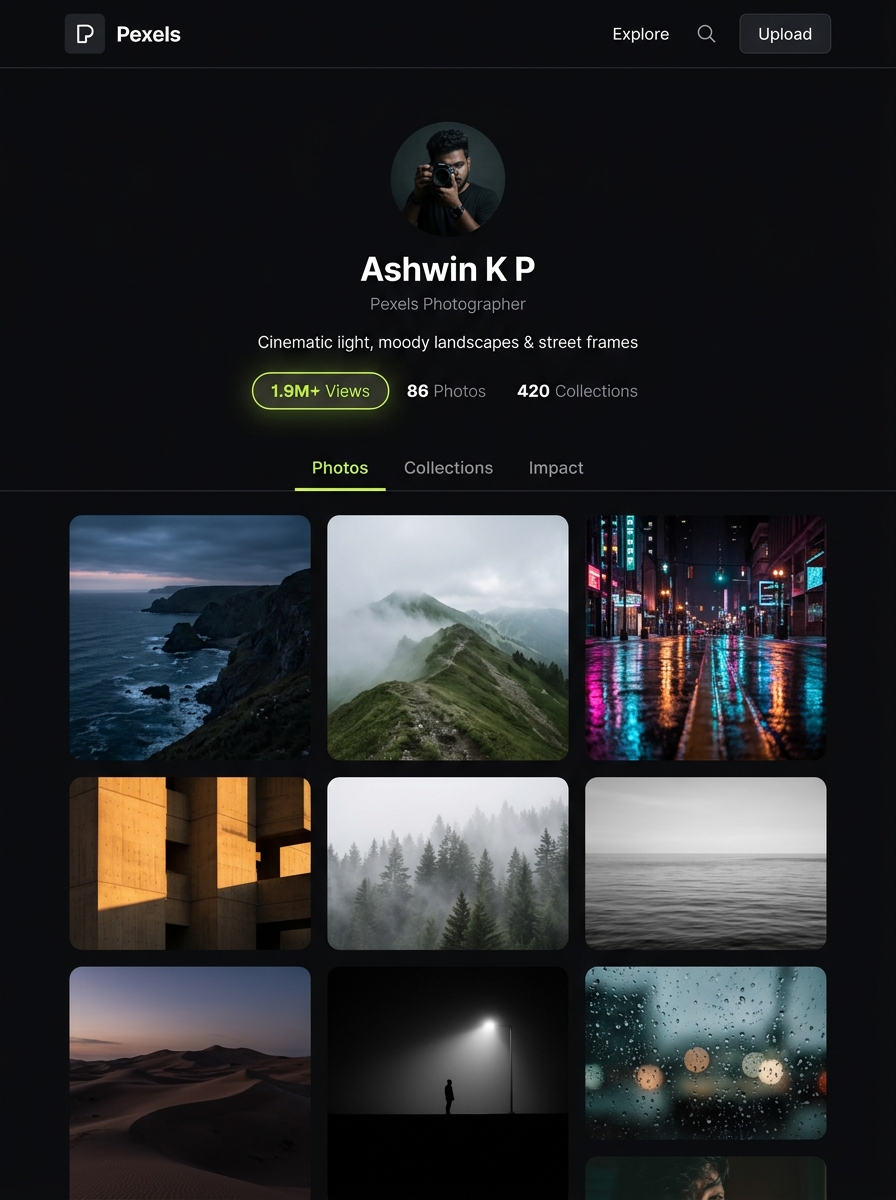 Pexels
Explore
Upload
Ashwin K P
Pexels Photographer
Cinematic iight, moody landscapes & street frames
1.9M+ Views 86 Photos 420 Collections
Photos Collections Impact